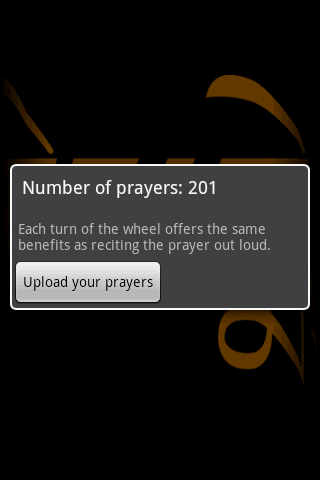 Number of prayers: 201
Each turn of the wheel offers the same
benefits as reciting the prayer out loud.
Upload your prayers